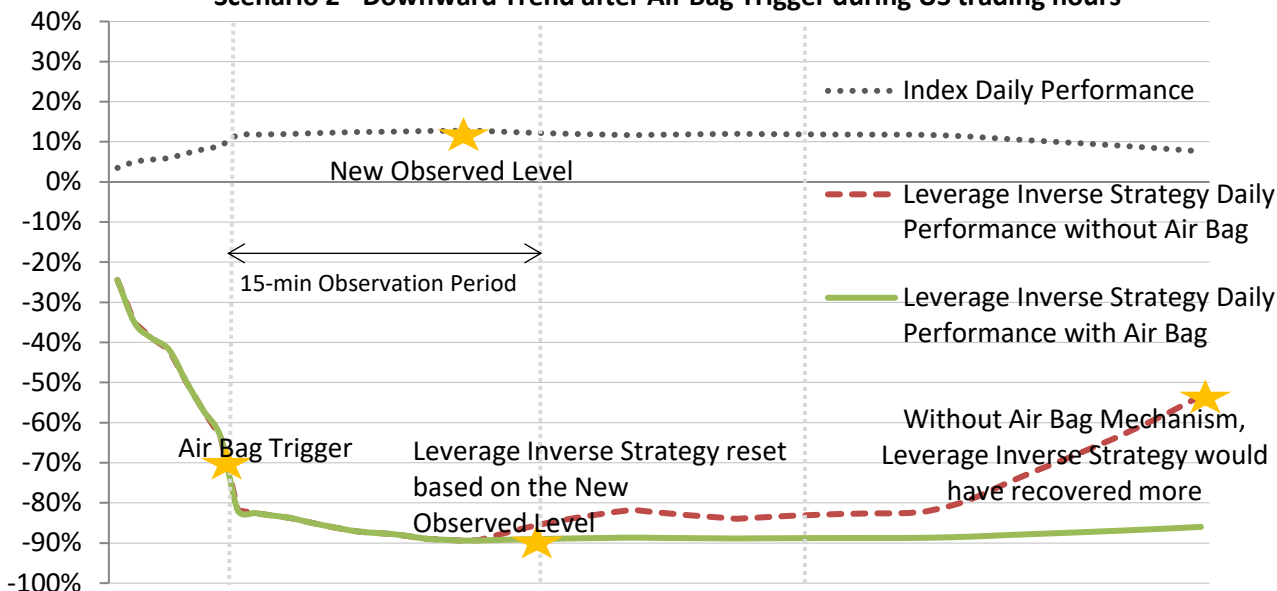 Scenario 2 - Downward Trend after Air Bag Trigger during US trading hours
40%
30%
20%
10%
0%
-10%
-20%
-30%
-40%
-50%
-60%
-70%
-80%
-90%
-100%
Index Daily Performance
New Observed Level
Leverage Inverse Strategy Daily
Performance without Air Bag
15-min Observation Period
Leverage Inverse Strategy Daily
Performance with Air Bag
Air Bag Trigger
Leverage Inverse Strategy reset
based on the New
Observed Level
Without Air Bag Mechanism,
Leverage Inverse Strategy would
have recovered more